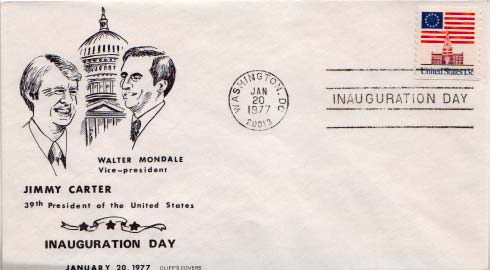 WALTER MONDALE
Vice-president
JIMMY CARTER
39th President of the United States
INAUGURATION DAY
JANUARY 20, 1977
CLIFF'S COVERS
WASHINGTON, DC
JAN
20
1977
20013
INAUGURATION DAY
United States 13c